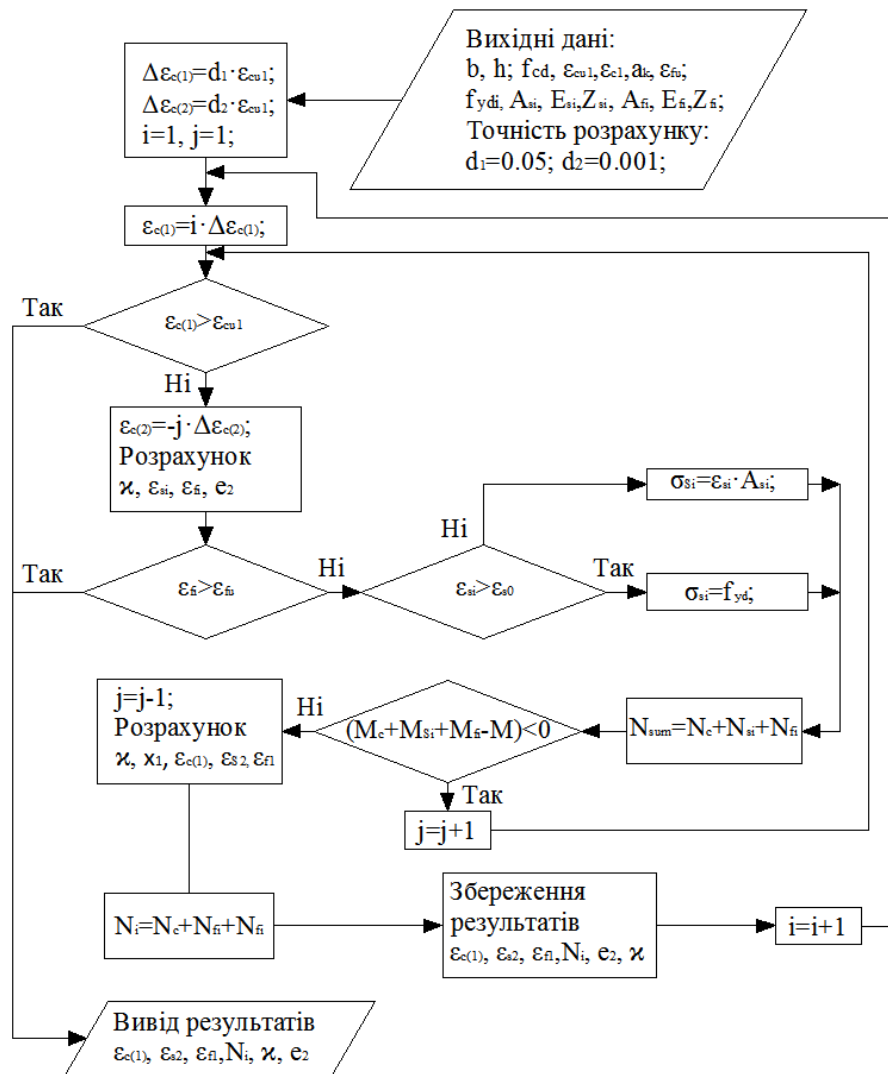 Вихідні дані:
b, h; fcd, εcu1,εc1,ak, εfu;
fydi, Asi, Esi,Zsi, Afi, Efi,Zfi;
Точність розрахунку:
d1=0.05; d2=0.001;
Δεc(1)=d1·εcu1;
Δεc(2)=d2·εcu1;
i=1, j=1;
εc(1)=i·Δεc(1);
Так
εc(1)>εcu1
Ні
εc(2)=-j·Δεc(2);
Розрахунок
ϰ, εsi, εfi, e2
Так
εfi>εfu
Ні
εsi>εs0
Ні
σSi=εsi·Asi;
Так
σsi=fyd;
Nsum=Nc+Nsi+Nfi
(Mc+MSi+Mfi-M)<0
Ні
Так
j=j+1
j=j-1;
Розрахунок
ϰ, x1, εc(1), εS2, εf1
Ni=Nc+Nfi+Nfi
Збереження
результатів
εc(1), εs2, εf1,Ni, e2, ϰ
i=i+1
Вивід результатів
εc(1), εs2, εf1,Ni, ϰ, e2